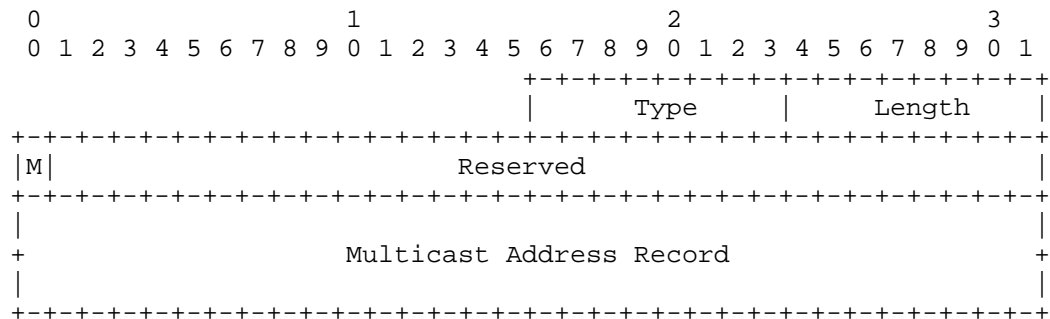 0                   1                   2                   3
0 1 2 3 4 5 6 7 8 9 0 1 2 3 4 5 6 7 8 9 0 1 2 3 4 5 6 7 8 9 0 1
+-+-+-+-+-+-+-+-+-+-+-+-+-+-+-+-+
|      Type     |     Length    |
+-+-+-+-+-+-+-+-+-+-+-+-+-+-+-+-+-+-+-+-+-+-+-+-+-+-+-+-+-+-+-+-+
|M|                         Reserved                            |
+-+-+-+-+-+-+-+-+-+-+-+-+-+-+-+-+-+-+-+-+-+-+-+-+-+-+-+-+-+-+-+-+
|                                                               |
+                    Multicast Address Record                   +
|                                                               |
+-+-+-+-+-+-+-+-+-+-+-+-+-+-+-+-+-+-+-+-+-+-+-+-+-+-+-+-+-+-+-+-+